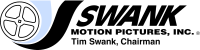 SWANK
MOTION PICTURES, INC.®
Tim Swank, Chairman